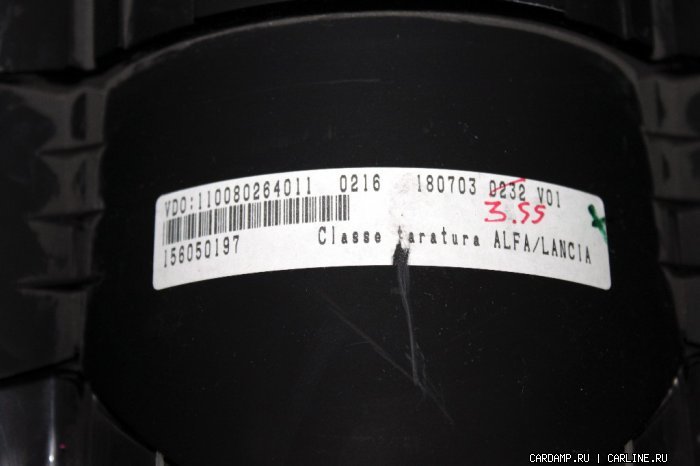 VDO:110080264011 0216 180703 0232 V01
3.55
156050197 Classe taratura ALFA/LANCIA
CARDAMP.RU | CARLINE.RU